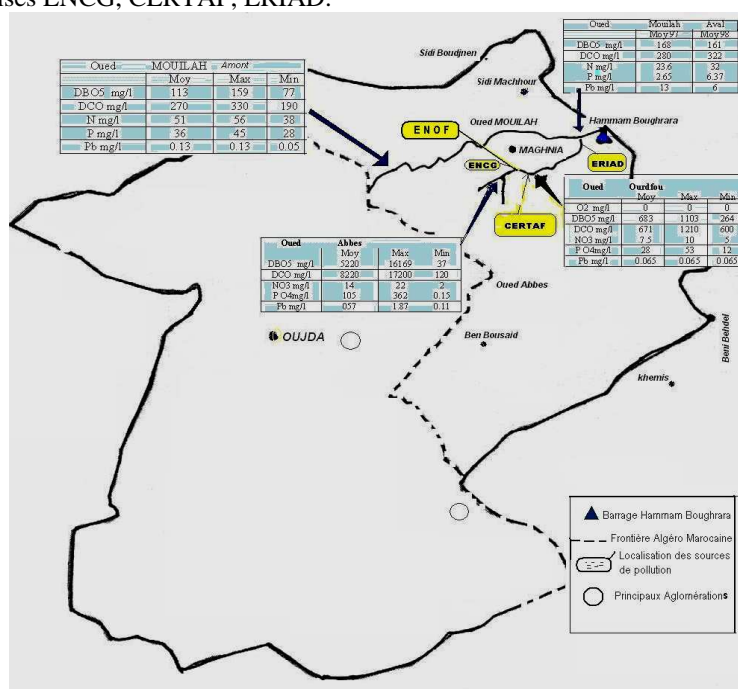 ises ENCG, CERTAF, ERIAD.
Oued MOUILAH Amont
Moy Max Min
DBO5 mg/l 113 159 77
DCO mg/l 270 330 190
N mg/l 51 56 38
P mg/l 36 45 28
Pb mg/l 0.13 0.13 0.05
Oued Mouilah Aval
Moy97 Moy98
DBO5 mg/l 168 161
DCO mg/l 280 322
N mg/l 23.6 32
P mg/l 2.65 6.37
Pb mg/l 13 6
Sidi Boudjnen
Sidi Machhour
Oued MOUILAH
Hammam Boughrara
ENOF
MAGHNIA
ENCG
ERIAD
CERTAF
Oued Ourdfou
Moy Max Min
O2 mg/l 0 0 0
DBO5 mg/l 683 1103 264
DCO mg/l 671 1210 600
NO3 mg/l 7.5 10 5
P O4mg/l 28 53 12
Pb mg/l 0.065 0.065 0.065
Oued Abbes
Moy Max Min
DBO5 mg/l 5220 16169 37
DCO mg/l 8220 17200 120
NO3 mg/l 14 22 2
P O4mg/l 105 362 0.15
Pb mg/l 057 1.87 0.11
Oued Abbes
OUJDA
Ben Bousaid
Beni Behdel
khemis
Barrage Hammam Boughrara
Frontière Algéro Marocaine
Localisation des sources
de pollution
Principaux Aglomérations